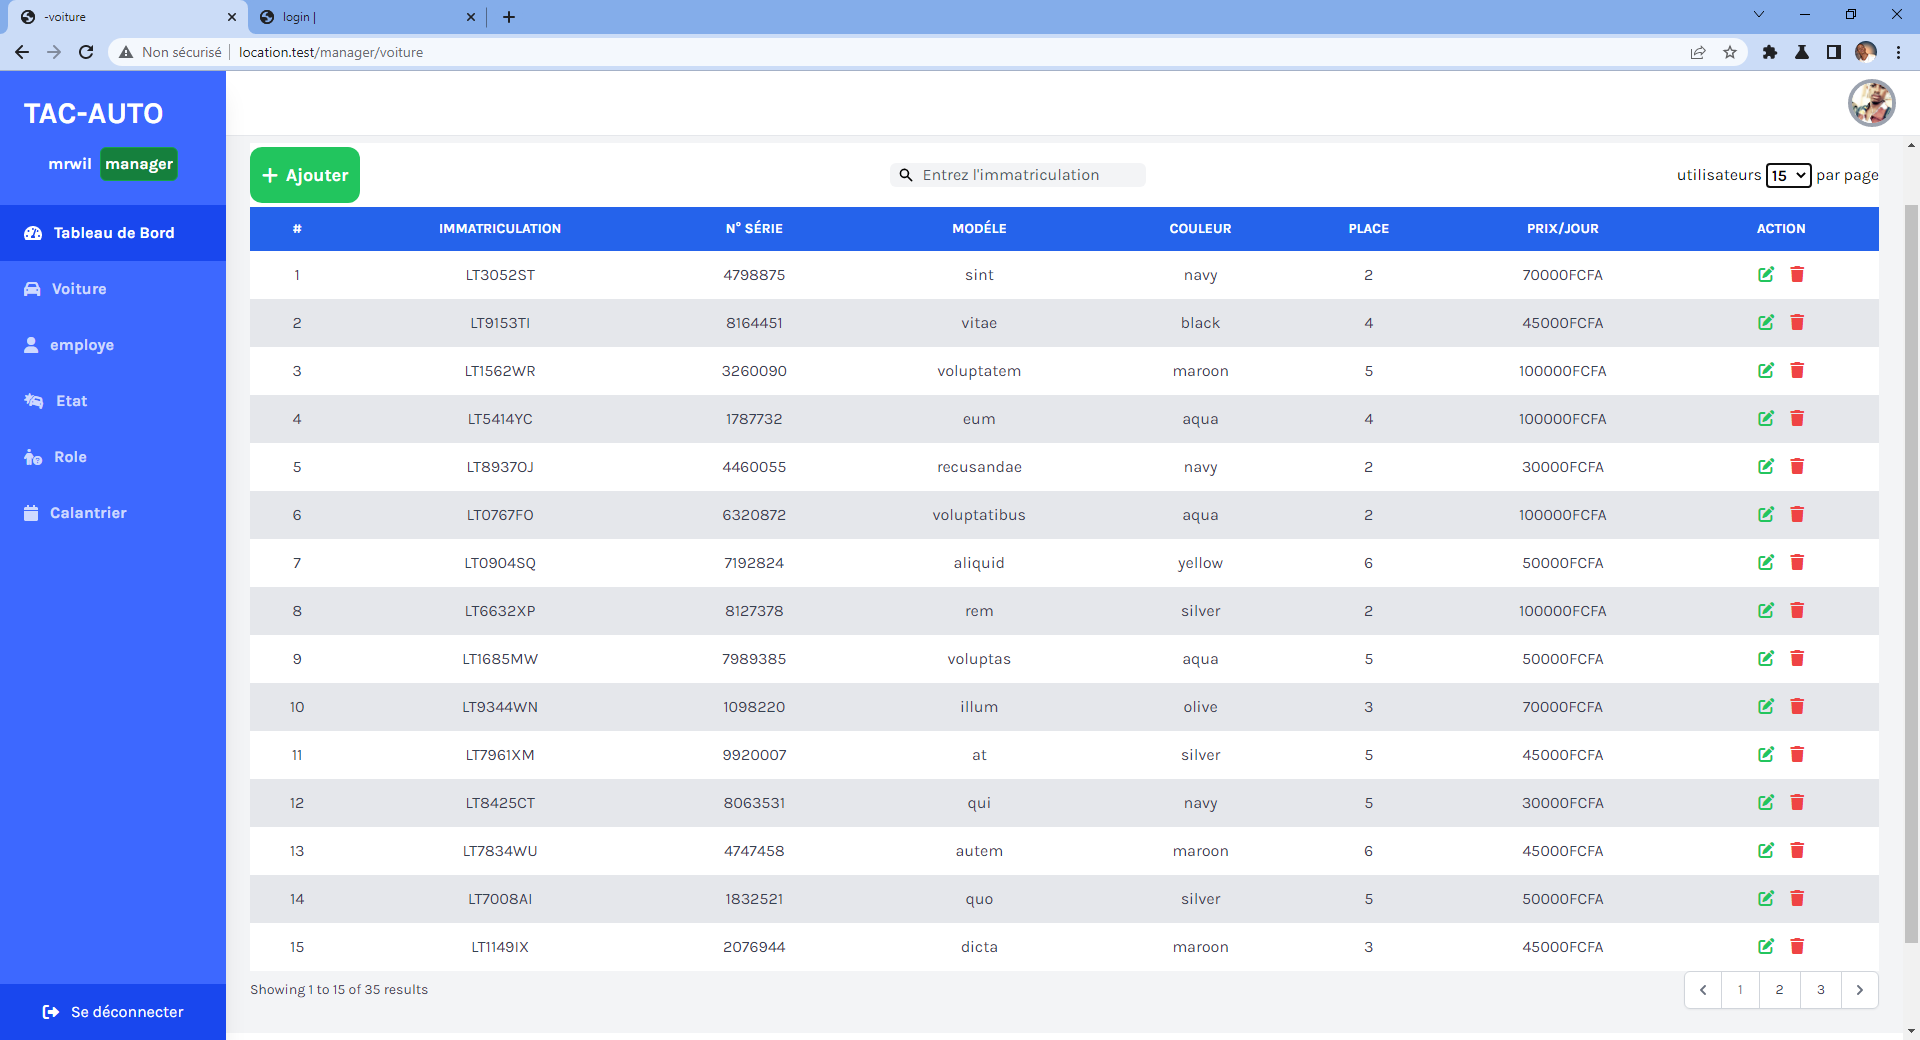 -voiture
login |
Non sécurisé
location.test/manager/voiture
TAC-AUTO
mrwil manager
Tableau de Bord
Voiture
employe
Etat
Role
Calantrier
Se déconnecter
+ Ajouter
Entrez l'immatriculation
utilisateurs 15 par page
# IMMATRICULATION N° SÉRIE MODÉLE COULEUR PLACE PRIX/JOUR ACTION
1 LT3052ST 4798875 sint navy 2 70000FCFA
2 LT9153TI 8164451 vitae black 4 45000FCFA
3 LT1562WR 3260090 voluptatem maroon 5 100000FCFA
4 LT5414YC 1787732 eum aqua 4 100000FCFA
5 LT8937OJ 4460055 recusandae navy 2 30000FCFA
6 LT0767FO 6320872 voluptatibus aqua 2 100000FCFA
7 LT0904SQ 7192824 aliquid yellow 6 50000FCFA
8 LT6632XP 8127378 rem silver 2 100000FCFA
9 LT1685MW 7989385 voluptas aqua 5 50000FCFA
10 LT9344WN 1098220 illum olive 3 70000FCFA
11 LT7961XM 9920007 at silver 5 45000FCFA
12 LT8425CT 8063531 qui navy 5 30000FCFA
13 LT7834WU 4747458 autem maroon 6 45000FCFA
14 LT7008AI 1832521 quo silver 5 50000FCFA
15 LT1149IX 2076944 dicta maroon 3 45000FCFA
Showing 1 to 15 of 35 results
1 2 3